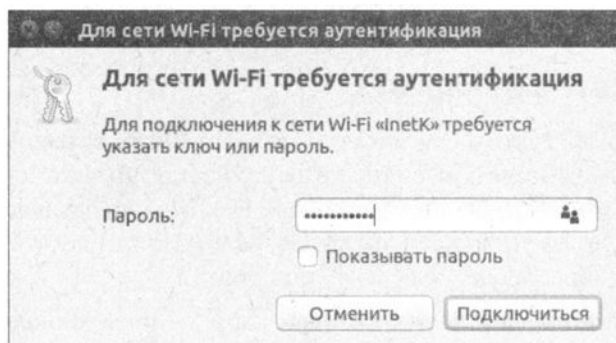 Для сети Wi-Fi требуется аутентификация
Для сети Wi-Fi требуется аутентификация
Для подключения к сети Wi-Fi «InetK» требуется
указать ключ или пароль.
Пароль: •••••••••••
Показывать пароль
Отменить Подключиться